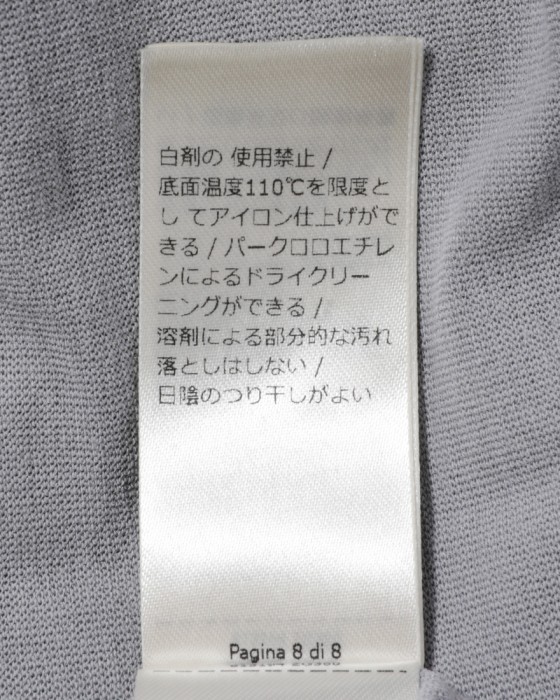 白剤の 使用禁止 /
底面温度110℃を限度と
し てアイロン仕上げがで
きる / パークロロエチレ
ンによるドライクリー
ニングができる /
溶剤による部分的な汚れ
落としはしない /
日陰のつり干しがよい
Pagina 8 di 8